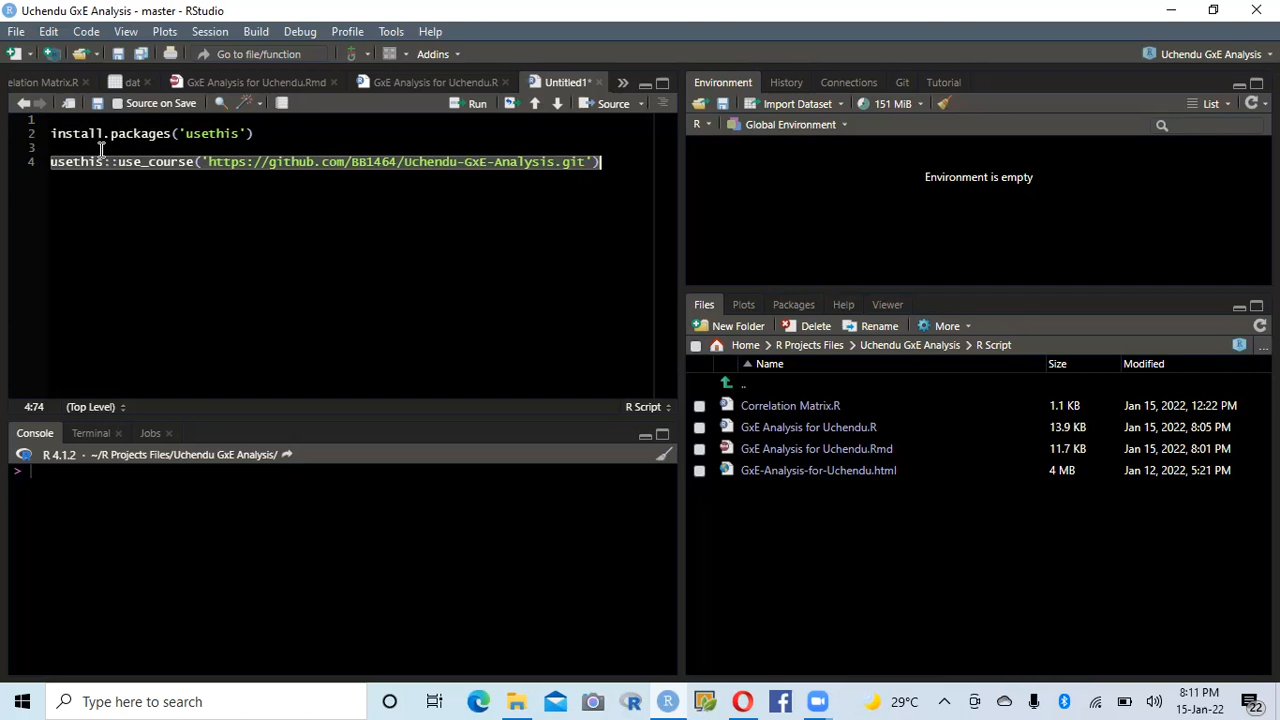 Uchendu GxE Analysis - master - RStudio
File Edit Code View Plots Session Build Debug Profile Tools Help
Go to file/function Addins Uchendu GxE Analysis
elation Matrix.R dat GxE Analysis for Uchendu.Rmd GxE Analysis for Uchendu.R Untitled1*
Source on Save Run Source
1
2 install.packages('usethis')
3
4 usethis::use_course('https://github.com/BB1464/Uchendu-GxE-Analysis.git')
4:74 (Top Level) R Script
Console Terminal Jobs
R 4.1.2 · ~/R Projects Files/Uchendu GxE Analysis/
>
Environment History Connections Git Tutorial
Import Dataset 151 MiB List
R Global Environment
Environment is empty
Files Plots Packages Help Viewer
New Folder Delete Rename More
Home R Projects Files Uchendu GxE Analysis R Script ...
Name Size Modified
..
Correlation Matrix.R 1.1 KB Jan 15, 2022, 12:22 PM
GxE Analysis for Uchendu.R 13.9 KB Jan 15, 2022, 8:05 PM
GxE Analysis for Uchendu.Rmd 11.7 KB Jan 15, 2022, 8:01 PM
GxE-Analysis-for-Uchendu.html 4 MB Jan 12, 2022, 5:21 PM
Type here to search 29°C 8:11 PM
15-Jan-22 22